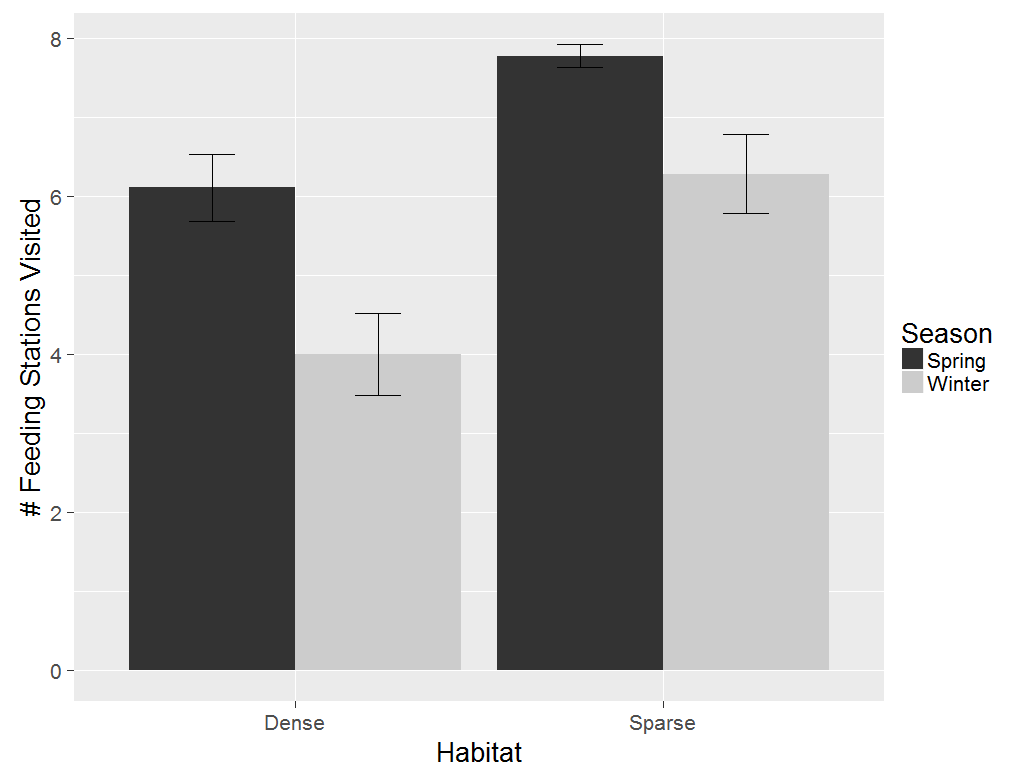 # Feeding Stations Visited
8
6
4
2
0
Dense
Sparse
Habitat
Season
Spring
Winter